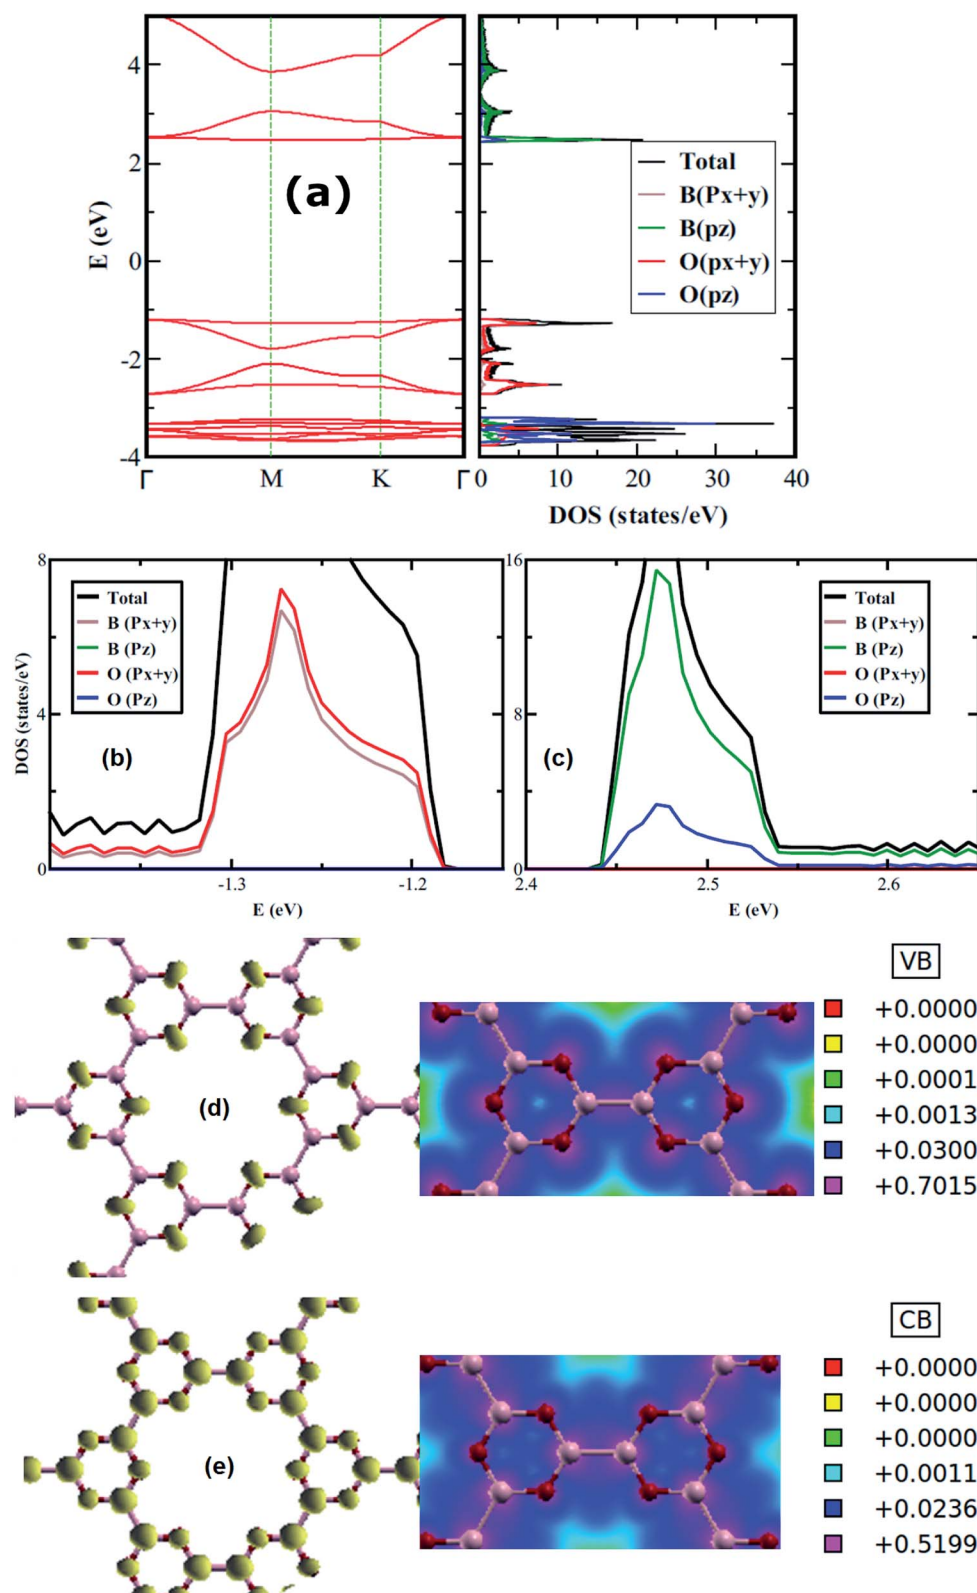 4
2
0
-2
-4
E (eV)
(a)
Γ
M
K
Γ
Total
B(Px+y)
B(pz)
O(px+y)
O(pz)
0
10
20
30
40
DOS (states/eV)
8
4
0
DOS (states/eV)
Total
B (Px+y)
B (Pz)
O (Px+y)
O (Pz)
(b)
-1.3
-1.2
E (eV)
16
8
0
Total
B (Px+y)
B (Pz)
O (Px+y)
O (Pz)
(c)
2.4
2.5
2.6
E (eV)
(d)
VB
+0.0000
+0.0000
+0.0001
+0.0013
+0.0300
+0.7015
(e)
CB
+0.0000
+0.0000
+0.0000
+0.0011
+0.0236
+0.5199